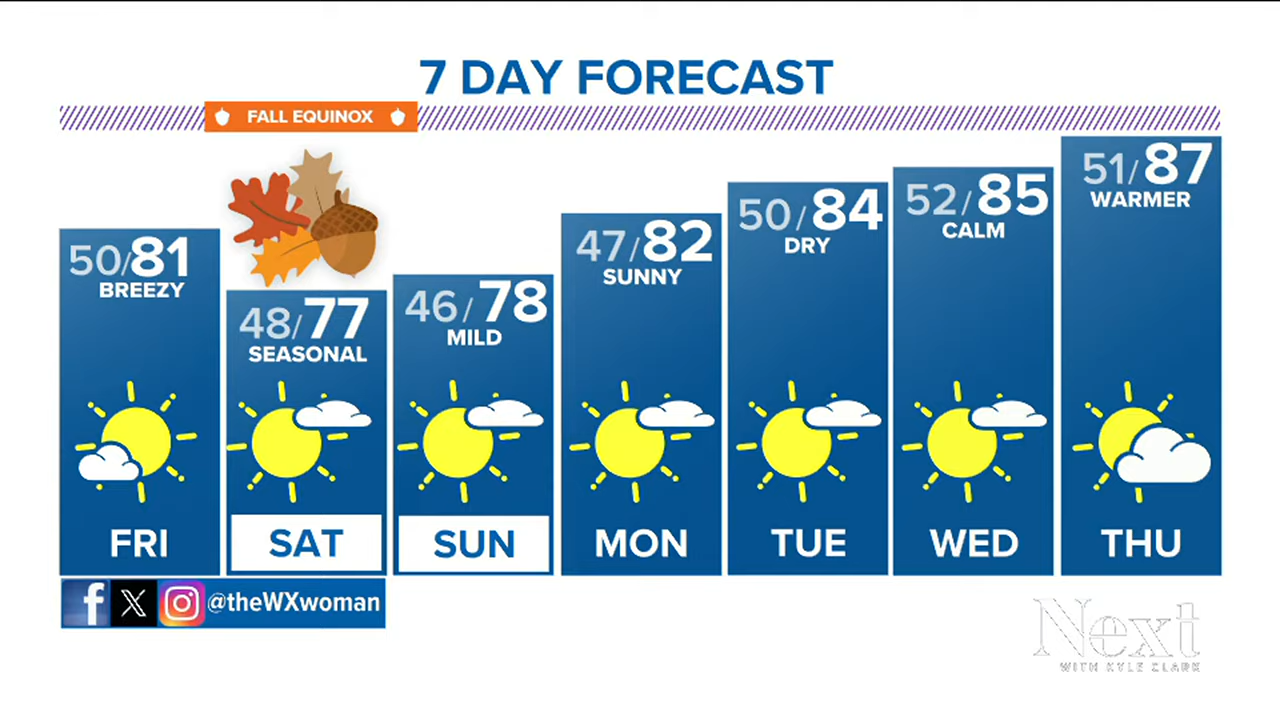 7 DAY FORECAST
FALL EQUINOX
50/81
BREEZY
FRI
48/77
SEASONAL
SAT
46/78
MILD
SUN
47/82
SUNNY
MON
50/84
DRY
TUE
52/85
CALM
WED
51/87
WARMER
THU
@theWXwoman
Next
WITH KYLE CLARK